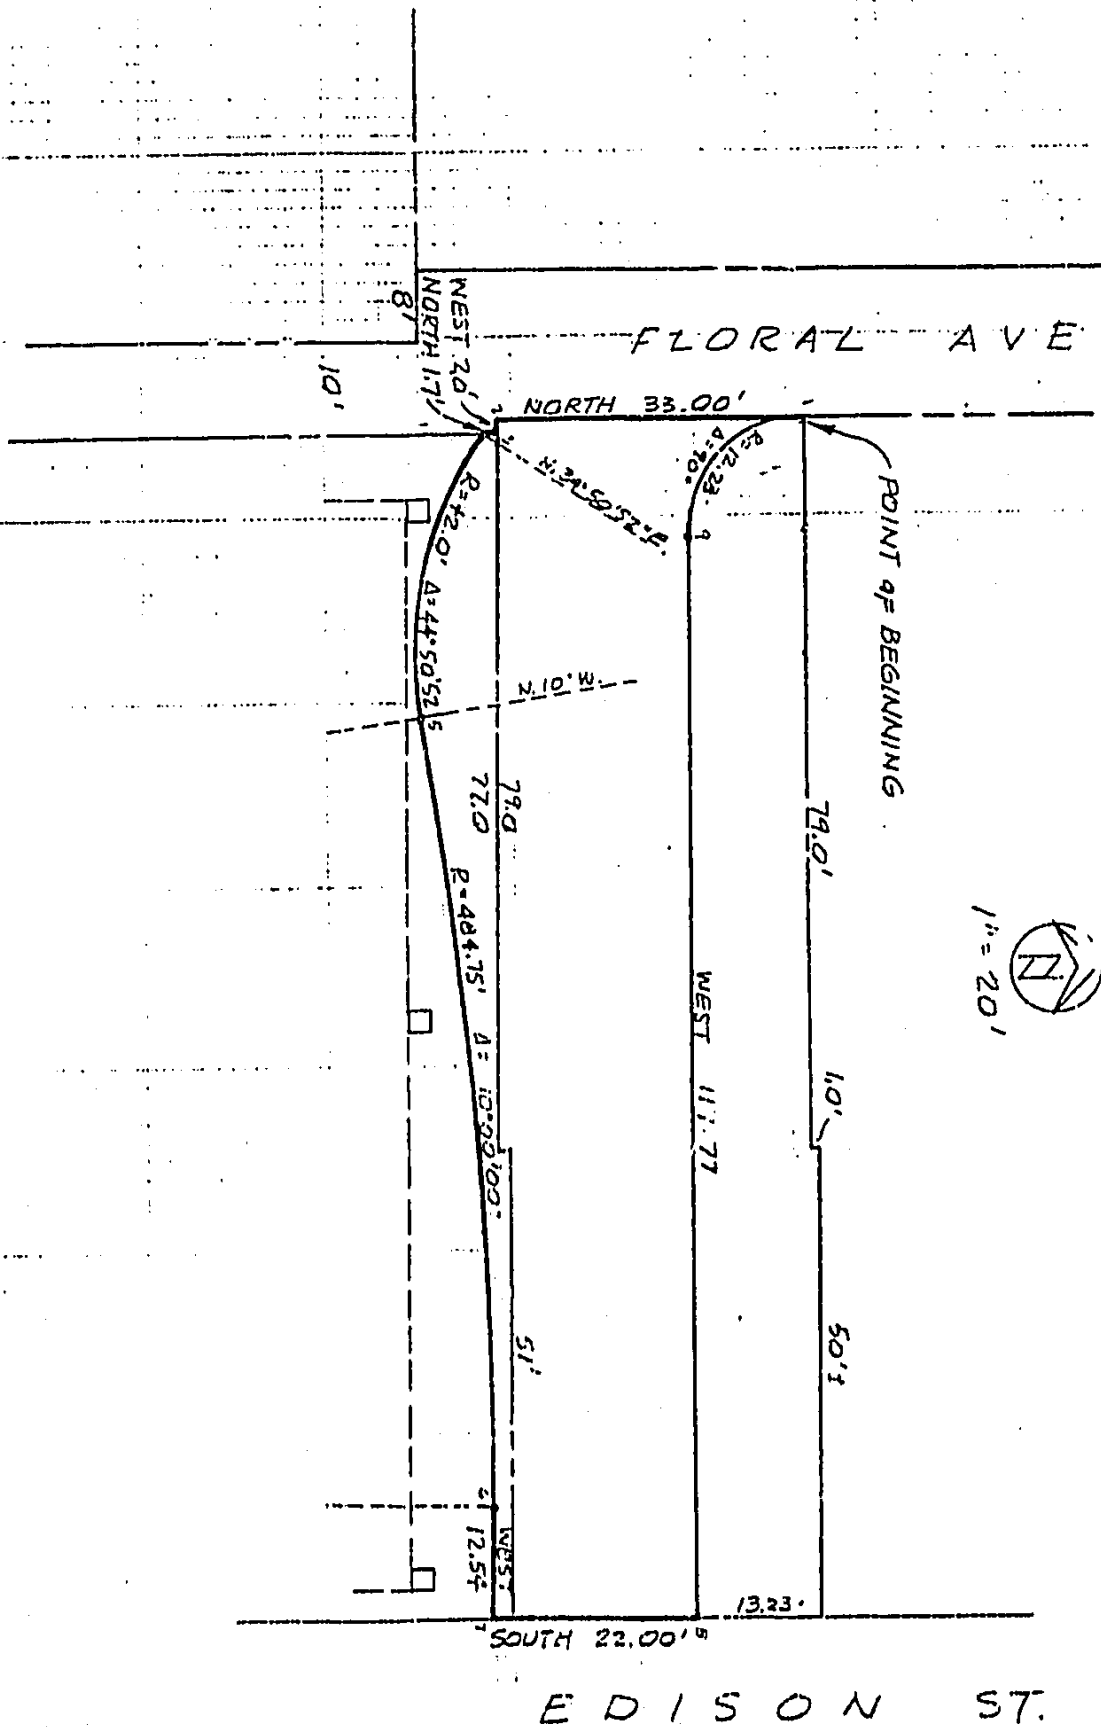 FLORAL AVE
WEST 2.0'
NORTH 1.7'
8'
10'
NORTH 33.00'
POINT OF BEGINNING
R=12.23
Δ=90°
N. 34° 50' 52" E.
R=42.0' Δ=44° 50' 52"
N. 10° W.
79.0
77.0
79.0'
R=484.75' Δ= 10° 00' 00"
WEST 117.77
1.0'
1"= 20'
N
51'
50'±
WEST
12.54
13.23
SOUTH 22.00'
EDISON ST.